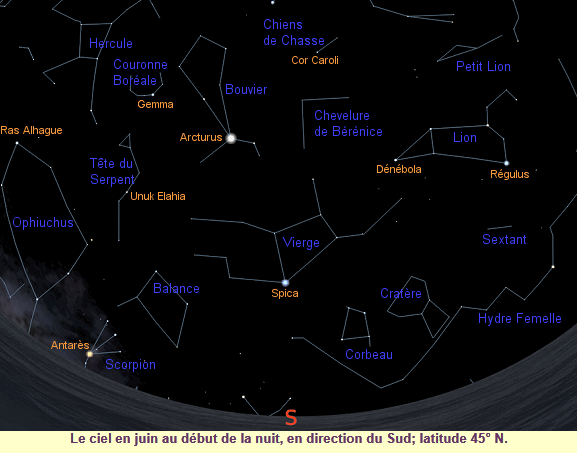 Chiens
de Chasse
Hercule
Cor Caroli
Couronne
Botéale
Petit Lion
Bouvier
Gemma
Chevelure
de Bérénice
Ras Alhague
Arcturus
Lion
Tête du
Serpent
Dénébola
Régulus
Unuk Elahia
Ophiuchus
Vierge
Sextant
Balance
Spica
Cratère
Hydre Femelle
Antarès
Corbeau
Scorpion
S
Le ciel en juin au début de la nuit, en direction du Sud; latitude 45° N.